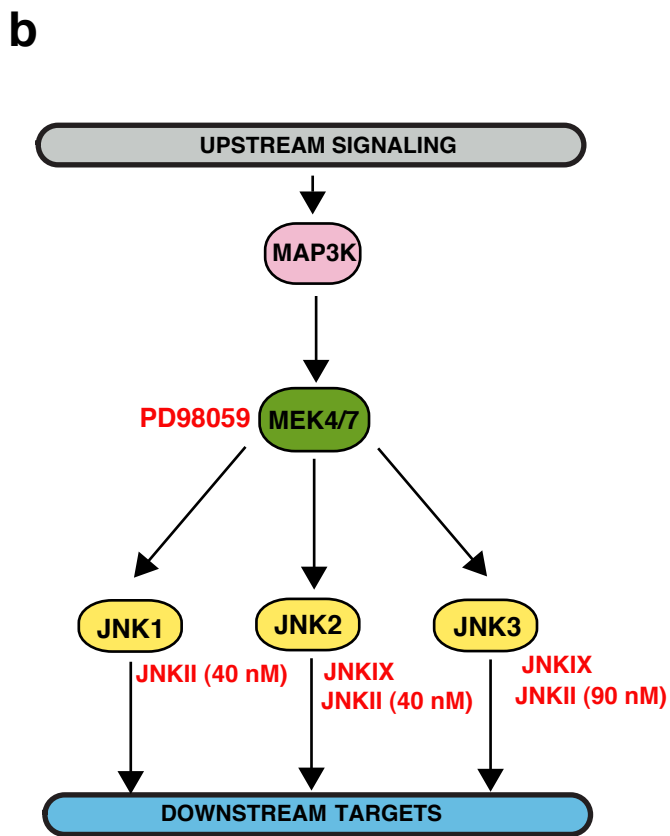 b
UPSTREAM SIGNALING
MAP3K
PD98059
MEK4/7
JNK1
JNK2
JNK3
JNKII (40 nM)
JNKIX
JNKII (40 nM)
JNKIX
JNKII (90 nM)
DOWNSTREAM TARGETS